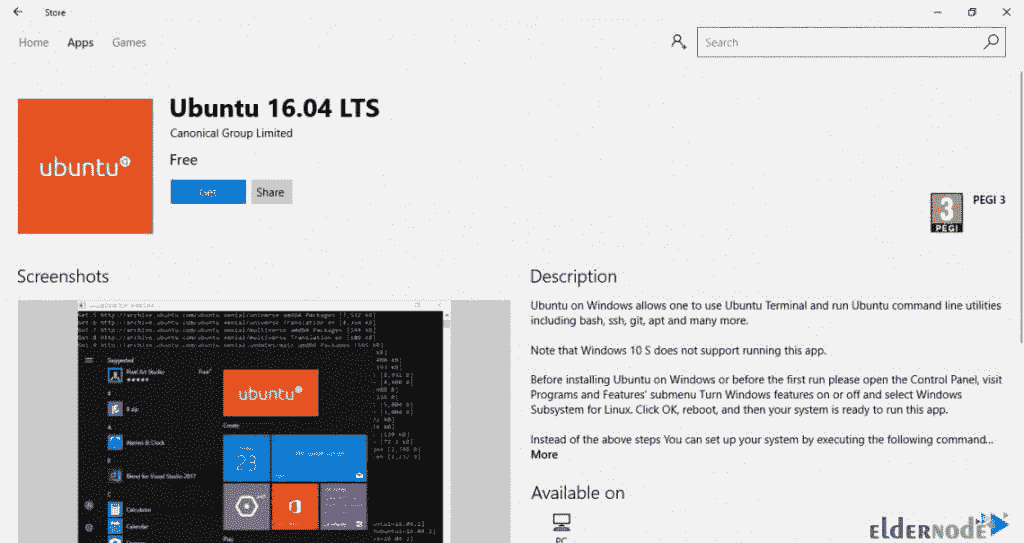 Store
Home Apps Games
Search
ubuntu
Ubuntu 16.04 LTS
Canonical Group Limited
Free
Get Share
3
PEGI
PEGI 3
Screenshots
Description
Ubuntu on Windows allows one to use Ubuntu Terminal and run Ubuntu command line utilities
including bash, ssh, git, apt and many more.
Note that Windows 10 S does not support running this app.
Before installing Ubuntu on Windows or before the first run please open the Control Panel, visit
Programs and Features' submenu Turn Windows features on or off and select Windows
Subsystem for Linux. Click OK, reboot, and then your system is ready to run this app.
Instead of the above steps You can set up your system by executing the following command...
More
Available on
PC
Suggested
Pixel Art Studio
Free
Alarms & Clock
Blend for Visual Studio 2017
Calculator
Calendar
Create
ubuntu
23
Play
eldernode